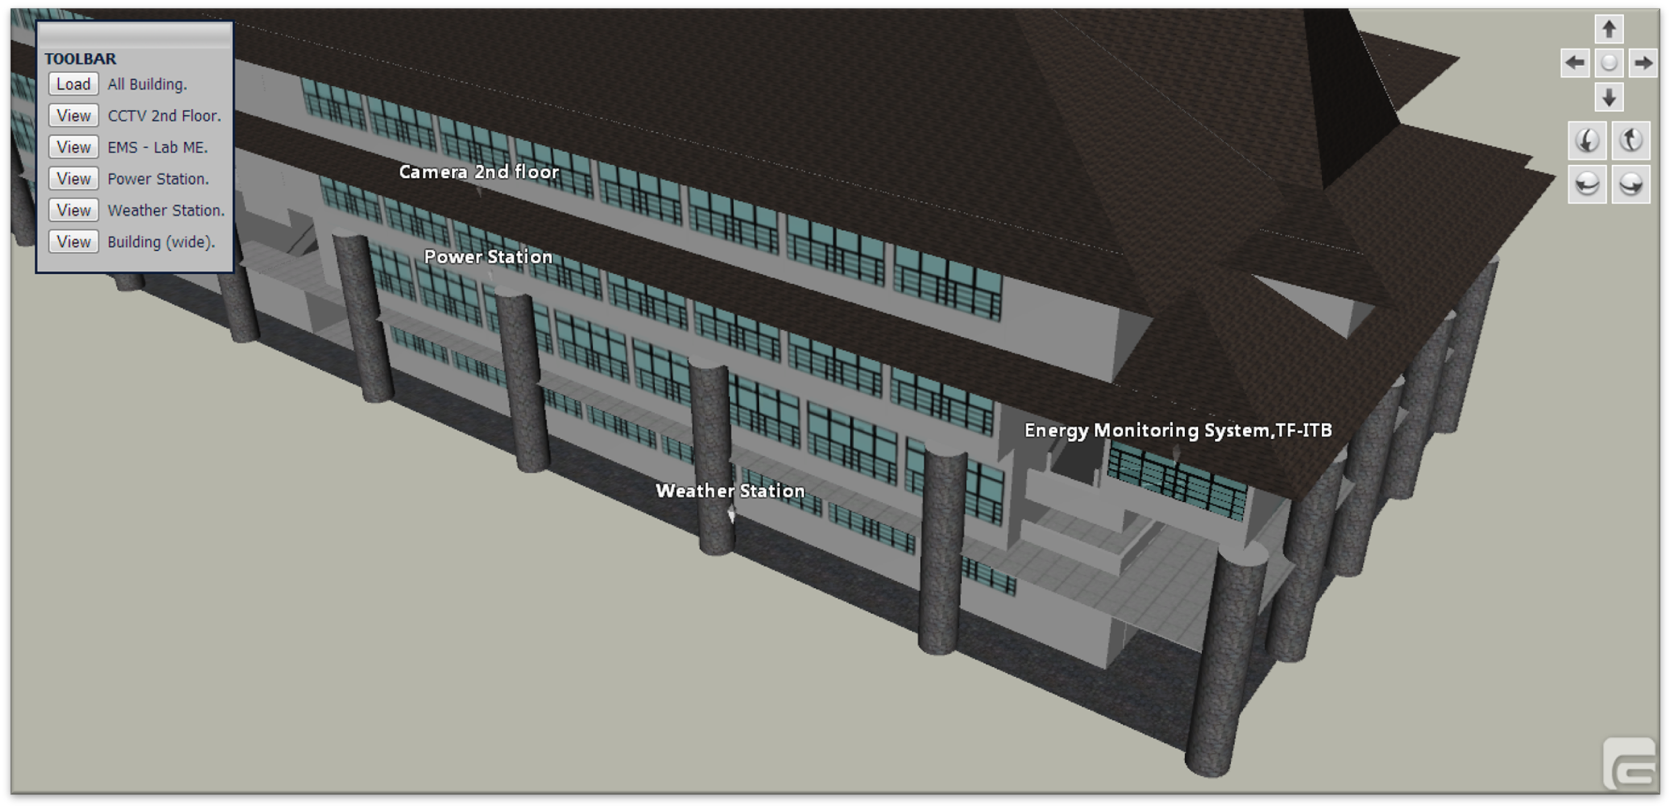 TOOLBAR
Load All Building.
View CCTV 2nd Floor.
View EMS - Lab ME.
View Power Station.
View Weather Station.
View Building (wide).
Camera 2nd floor
Power Station
Energy Monitoring System,TF-ITB
Weather Station